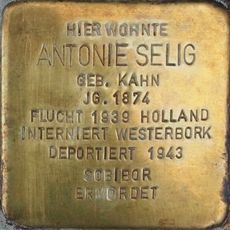 HIER WOHNTE
ANTONIE SELIG
GEB. KAHN
JG. 1874
FLUCHT 1939 HOLLAND
INTERNIERT WESTERBORK
DEPORTIERT 1943
SOBIBOR
ERMORDET